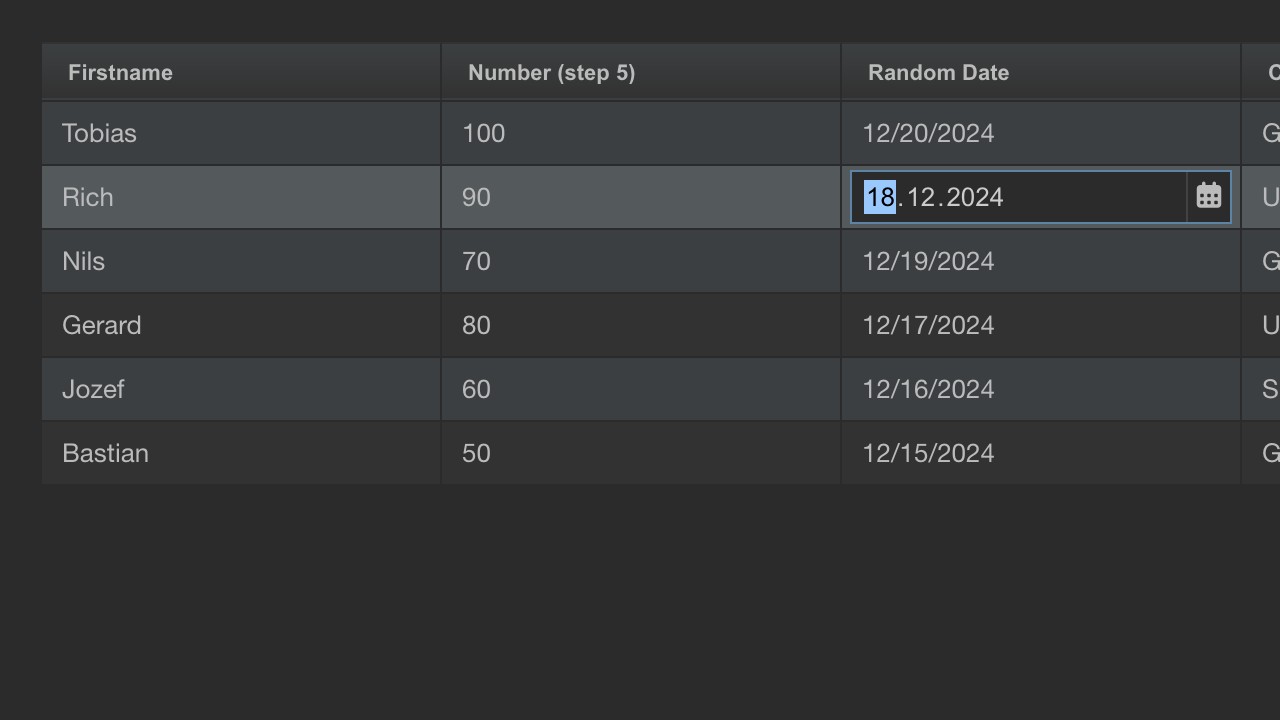 Firstname Number (step 5) Random Date
Tobias 100 12/20/2024 G
Rich 90 18.12.2024 U
Nils 70 12/19/2024 G
Gerard 80 12/17/2024 U
Jozef 60 12/16/2024 S
Bastian 50 12/15/2024 G